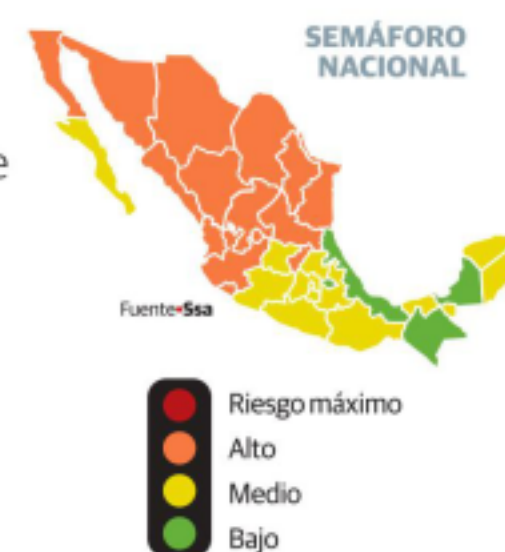 SEMÁFORO
NACIONAL
e
Fuente•Ssa
Riesgo máximo
Alto
Medio
Bajo